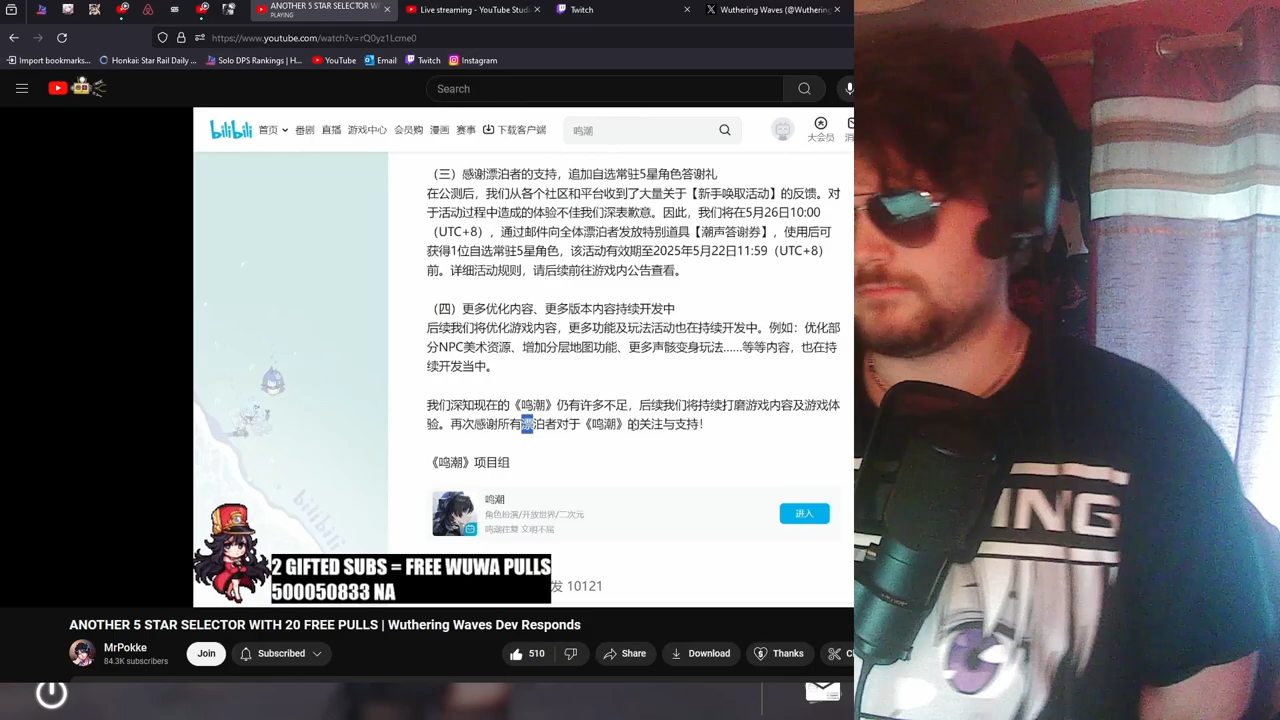 ANOTHER 5 STAR SELECTOR WI
PLAYING
Live streaming - YouTube Studi
Twitch
Wuthering Waves (@Wuthering
https://www.youtube.com/watch?v=rQ0yz1Lcme0
Import bookmarks...
Honkai: Star Rail Daily ...
Solo DPS Rankings | H...
YouTube
Email
Twitch
Instagram
Search
bilibili
首页
番剧
直播
游戏中心
会员购
漫画
赛事
下载客户端
鸣潮
大会员
（三）感谢漂泊者的支持，追加自选常驻5星角色答谢礼
在公测后，我们从各个社区和平台收到了大量关于【新手唤取活动】的反馈。对
于活动过程中造成的体验不佳我们深表歉意。因此，我们将在5月26日10:00
（UTC+8），通过邮件向全体漂泊者发放特别道具【潮声答谢券】，使用后可
获得1位自选常驻5星角色，该活动有效期至2025年5月22日11:59（UTC+8）
前。详细活动规则，请后续前往游戏内公告查看。
（四）更多优化内容、更多版本内容持续开发中
后续我们将优化游戏内容，更多功能及玩法活动也在持续开发中。例如：优化部
分NPC美术资源、增加分层地图功能、更多声骸变身玩法......等等内容，也在持
续开发当中。
我们深知现在的《鸣潮》仍有许多不足，后续我们将持续打磨游戏内容及游戏体
验。再次感谢所有漂泊者对于《鸣潮》的关注与支持！
《鸣潮》项目组
鸣潮
角色扮演/开放世界/二次元
鸣潮往复 文明不屈
进入
bilibili
2 GIFTED SUBS = FREE WUWA PULLS
500050833 NA
发 10121
ANOTHER 5 STAR SELECTOR WITH 20 FREE PULLS | Wuthering Waves Dev Responds
MrPokke
84.3K subscribers
Join
Subscribed
510
Share
Download
Thanks
ING